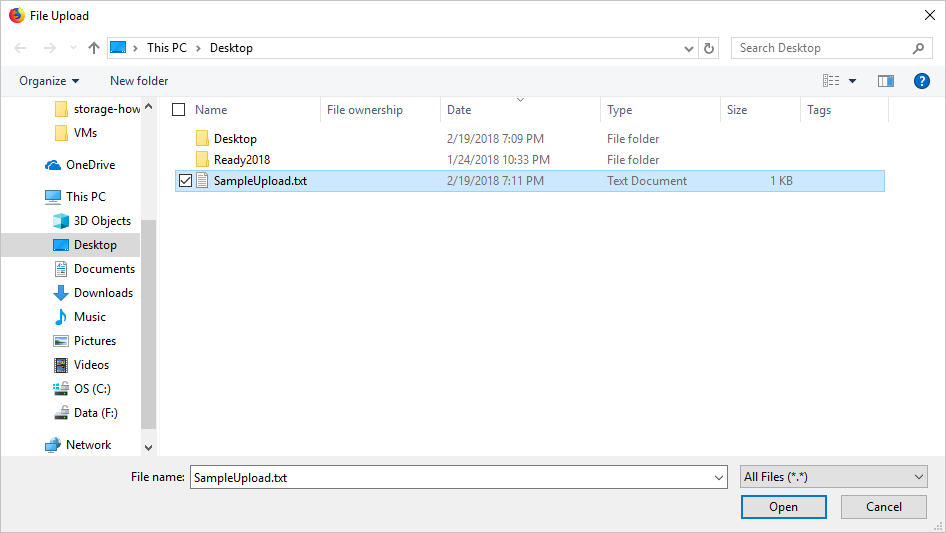 File Upload
This PC > Desktop
Search Desktop
Organize
New folder
?
storage-how
VMs
OneDrive
This PC
3D Objects
Desktop
Documents
Downloads
Music
Pictures
Videos
OS (C:)
Data (F:)
Network
Name File ownership Date Type Size Tags
Desktop 2/19/2018 7:09 PM File folder
Ready2018 1/24/2018 10:33 PM File folder
SampleUpload.txt 2/19/2018 7:11 PM Text Document 1 KB
File name: SampleUpload.txt All Files (*.*)
Open Cancel